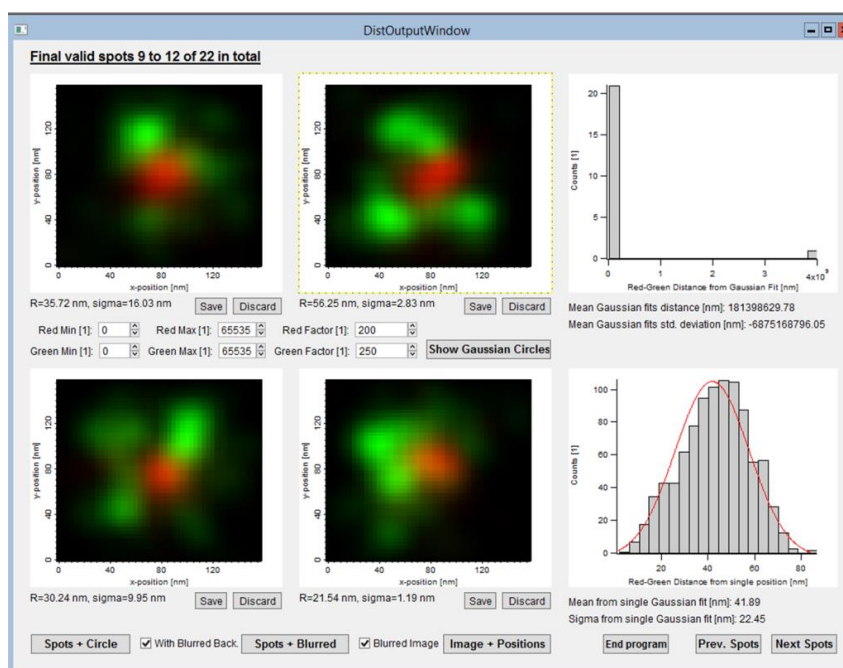 DistOutputWindow
Final valid spots 9 to 12 of 22 in total
y-position [nm]
120
80
40
0
0 40 80 120
x-position [nm]
R=35.72 nm, sigma=16.03 nm Save Discard
y-position [nm]
120
80
40
0
0 40 80 120
x-position [nm]
R=56.25 nm, sigma=2.83 nm Save Discard
Counts [1]
20
15
10
5
0
0 1 2 3 4x10⁹
Red-Green Distance from Gaussian Fit [nm]
Mean Gaussian fits distance [nm]: 181398629.78
Mean Gaussian fits std. deviation [nm]: -6875168796.05
Red Min [1]: 0 Red Max [1]: 65535 Red Factor [1]: 200
Green Min [1]: 0 Green Max [1]: 65535 Green Factor [1]: 250 Show Gaussian Circles
y-position [nm]
120
80
40
0
0 40 80 120
x-position [nm]
R=30.24 nm, sigma=9.95 nm Save Discard
y-position [nm]
120
80
40
0
0 40 80 120
x-position [nm]
R=21.54 nm, sigma=1.19 nm Save Discard
Counts [1]
100
80
60
40
20
0
20 40 60 80
Red-Green Distance from single position [nm]
Mean from single Gaussian fit [nm]: 41.89
Sigma from single Gaussian fit [nm]: 22.45
Spots + Circle With Blurred Back. Spots + Blurred Blurred Image Image + Positions End program Prev. Spots Next Spots